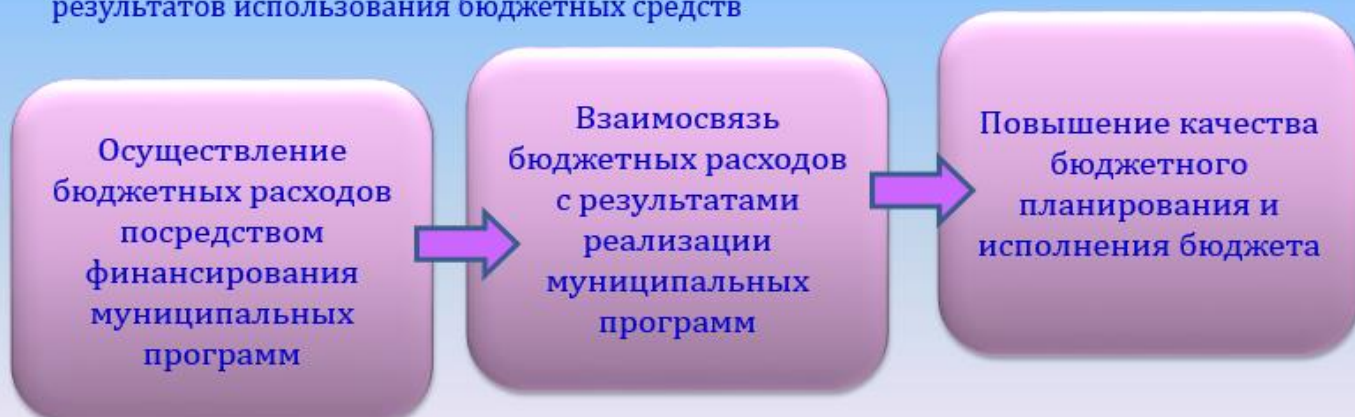 результатов использования бюджетных средств
Осуществление
бюджетных расходов
посредством
финансирования
муниципальных
программ
Взаимосвязь
бюджетных расходов
с результатами
реализации
муниципальных
программ
Повышение качества
бюджетного
планирования и
исполнения бюджета